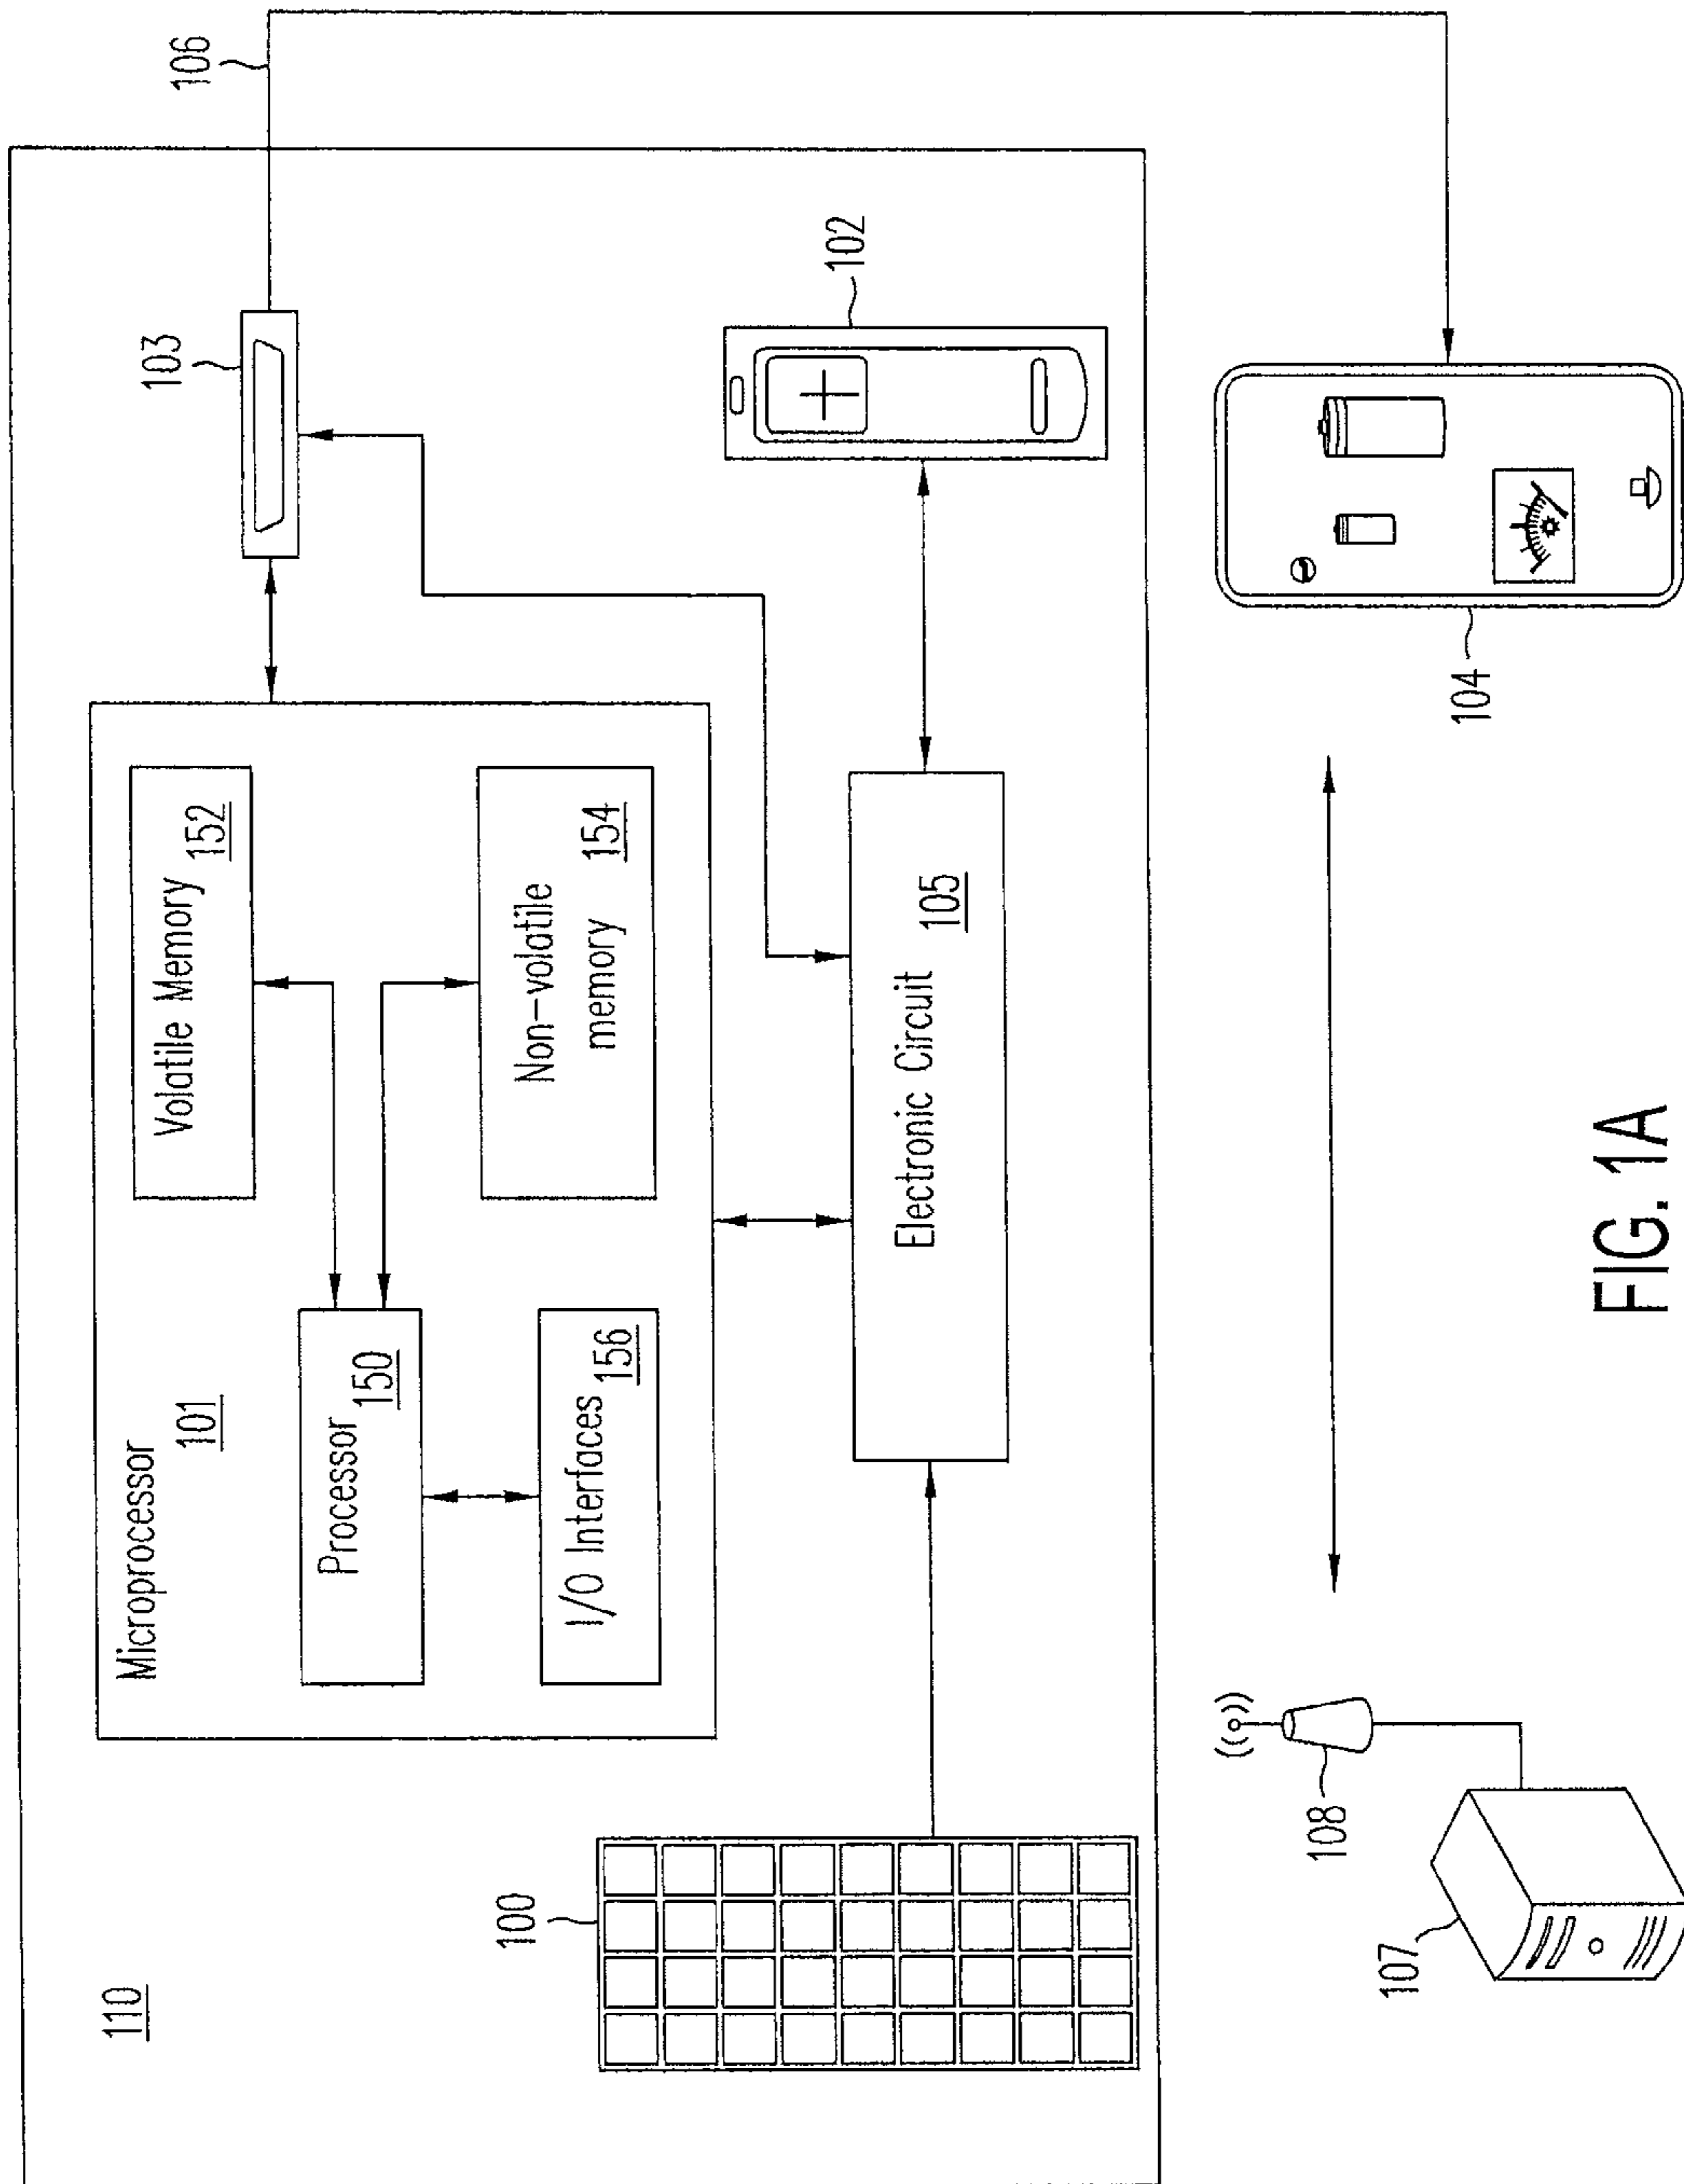 110
Microprocessor
101
Processor
150
Volatile Memory
152
I/O Interfaces
156
Non-volatile
memory
154
103
106
100
Electronic Circuit
105
102
107
108
104
FIG. 1A